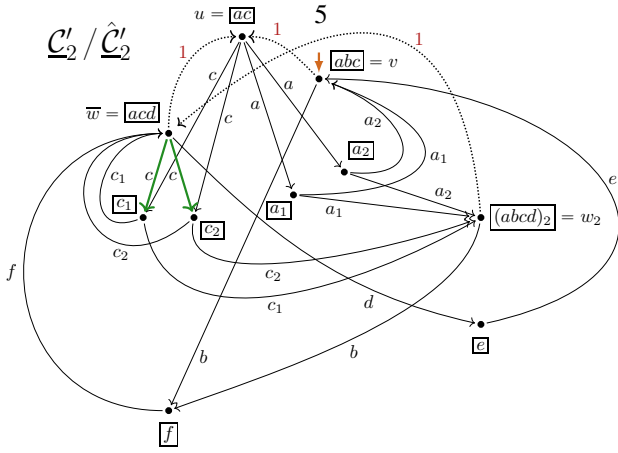 5
u = ac
C̲′₂ / Ĉ̲′₂
1
1
1
abc = v
c
a
a
c
a₂
w̅ = acd
a₂
a₁
c₁
c
c
a₂
e
c₁
a₁
a₁
c₂
(abcd)₂ = w₂
c₂
c₂
f
c₁
d
b
b
e
f